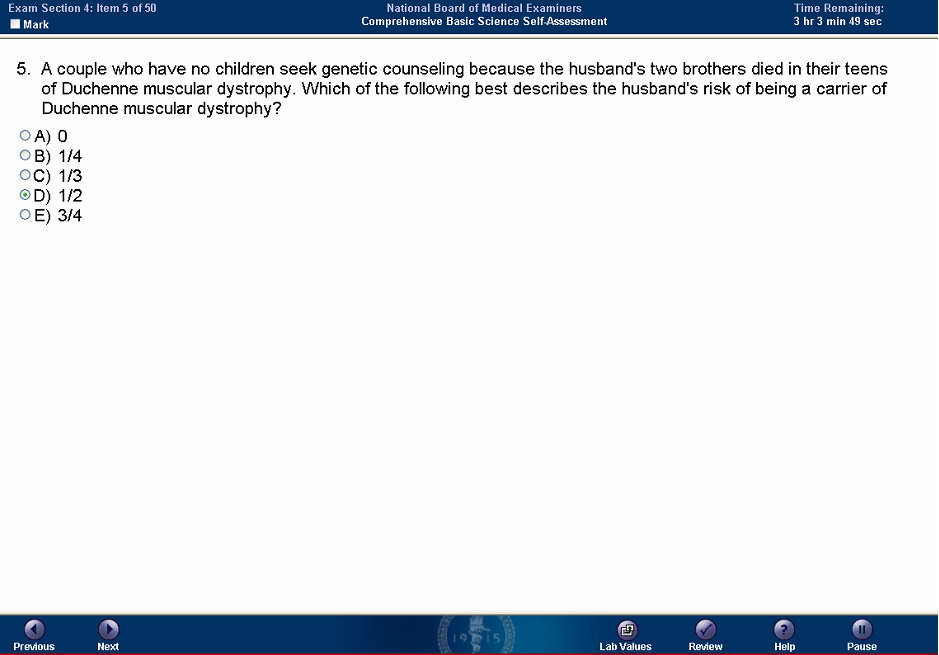 Exam Section 4: Item 5 of 50
Mark
National Board of Medical Examiners
Comprehensive Basic Science Self-Assessment
Time Remaining:
3 hr 3 min 49 sec
5. A couple who have no children seek genetic counseling because the husband's two brothers died in their teens
of Duchenne muscular dystrophy. Which of the following best describes the husband's risk of being a carrier of
Duchenne muscular dystrophy?
A) 0
B) 1/4
C) 1/3
D) 1/2
E) 3/4
Previous
Next
19 15
Lab Values
Review
Help
Pause